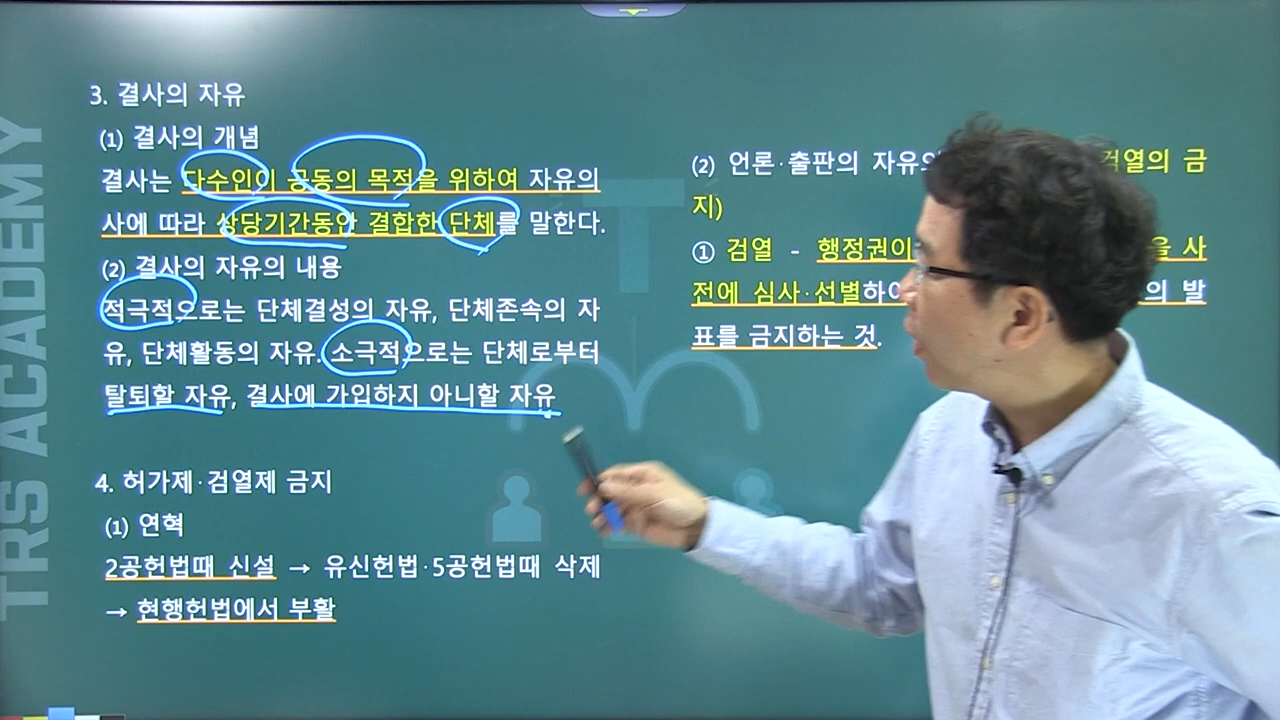 TRS ACADEMY
3. 결사의 자유
(1) 결사의 개념
결사는 다수인이 공동의 목적을 위하여 자유의
사에 따라 상당기간동안 결합한 단체를 말한다.
(2) 결사의 자유의 내용
적극적으로는 단체결성의 자유, 단체존속의 자
유, 단체활동의 자유. 소극적으로는 단체로부터
탈퇴할 자유, 결사에 가입하지 아니할 자유
4. 허가제·검열제 금지
(1) 연혁
2공헌법때 신설 → 유신헌법·5공헌법때 삭제
→ 현행헌법에서 부활
(2) 언론·출판의 자유의 검열의 금
지)
① 검열 - 행정권이 을 사
전에 심사·선별하여 의 발
표를 금지하는 것.